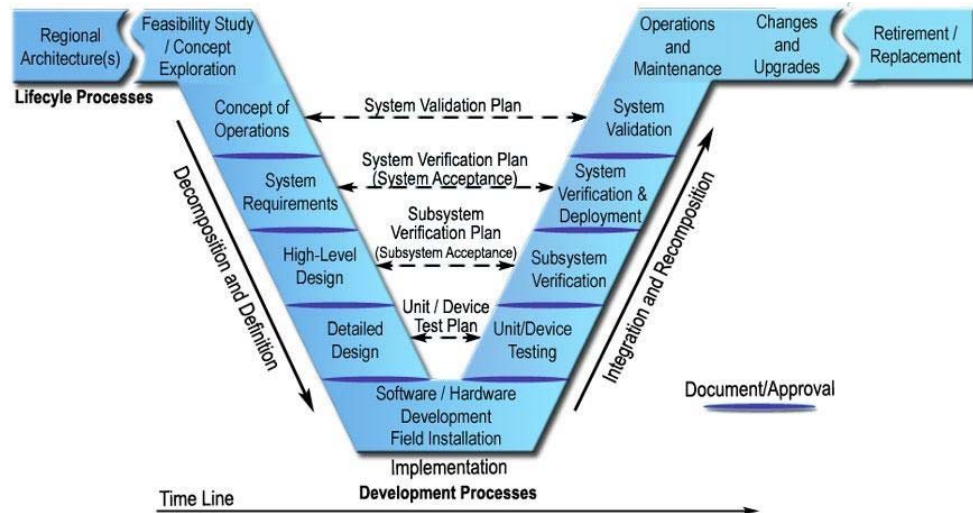 Regional
Architecture(s)
Feasibility Study
/ Concept
Exploration
Operations
and
Maintenance
Changes
and
Upgrades
Retirement /
Replacement
Lifecyle Processes
Concept of
Operations
System Validation Plan
System
Validation
System
Requirements
System Verification Plan
(System Acceptance)
System
Verification &
Deployment
High-Level
Design
Subsystem
Verification Plan
(Subsystem Acceptance)
Subsystem
Verification
Detailed
Design
Unit / Device
Test Plan
Unit/Device
Testing
Decomposition and Definition
Integration and Recomposition
Software / Hardware
Development
Field Installation
Document/Approval
Implementation
Development Processes
Time Line